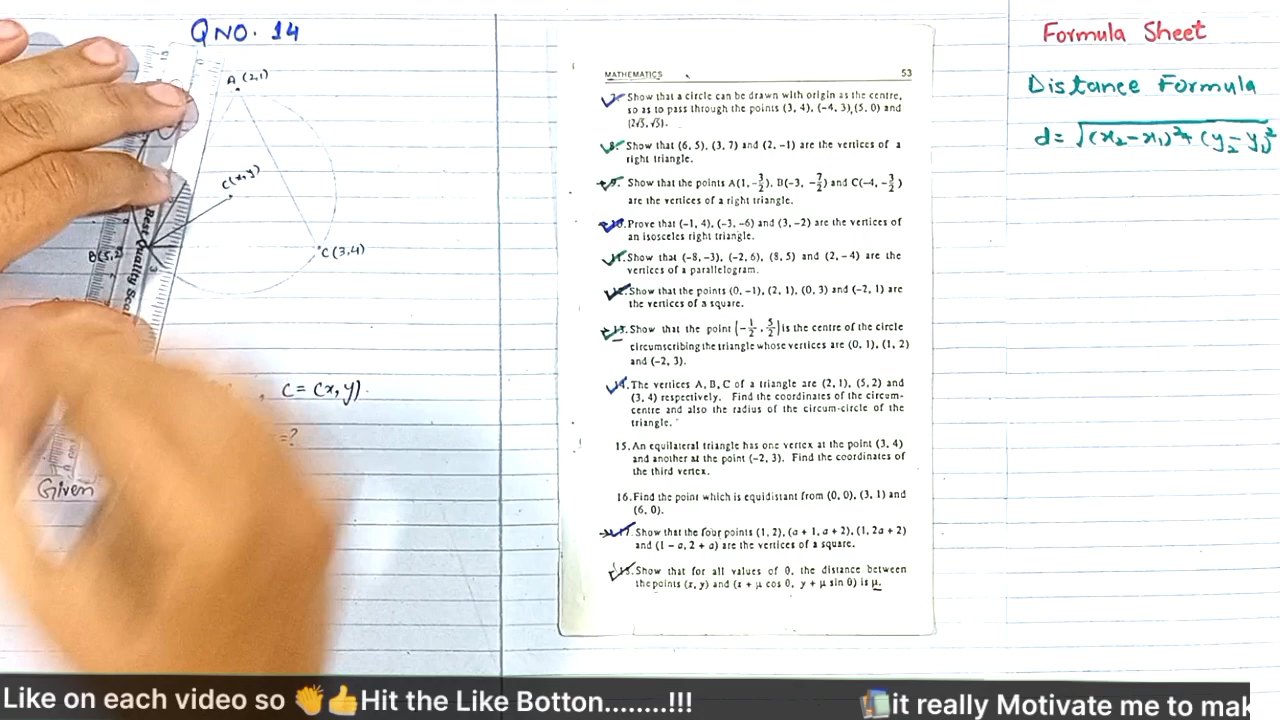 Q NO. 14
A (2,1)
C(x,y)
C (3,4)
B(5,2)
Best Quality
, C = (x, y).
=?
Given
MATHEMATICS 53
7. Show that a circle can be drawn with origin as the centre,
so as to pass through the points (3, 4), (-4, 3), (5, 0) and
(2√5, √5).
8. Show that (6, 5), (3, 7) and (2, -1) are the vertices of a
right triangle.
9. Show that the points A(1, -3/2), B(-3, -7/2) and C(-4, -3/2)
are the vertices of a right triangle.
10. Prove that (-1, 4), (-3, -6) and (3, -2) are the vertices of
an isosceles right triangle.
11. Show that (-8, -3), (-2, 6), (8, 5) and (2, -4) are the
vertices of a parallelogram.
12. Show that the points (0, -1), (2, 1), (0, 3) and (-2, 1) are
the vertices of a square.
13. Show that the point (-1/2, 5/2) is the centre of the circle
circumscribing the triangle whose vertices are (0, 1), (1, 2)
and (-2, 3).
14. The vertices A, B, C of a triangle are (2, 1), (5, 2) and
(3, 4) respectively. Find the coordinates of the circum-
centre and also the radius of the circum-circle of the
triangle.
15. An equilateral triangle has one vertex at the point (3, 4)
and another at the point (-2, 3). Find the coordinates of
the third vertex.
16. Find the point which is equidistant from (0, 0), (3, 1) and
(6, 0).
17. Show that the four points (1, 2), (a + 1, a + 2), (1, 2a + 2)
and (1 - a, 2 + a) are the vertices of a square.
18. Show that for all values of θ, the distance between
the points (x, y) and (x + μ cos θ, y + μ sin θ) is μ.
Formula Sheet
Distance Formula
d = √(x₂-x₁)²+(y₂-y₁)²
Like on each video so 👏👍Hit the Like Botton........!!! 📚it really Motivate me to mak